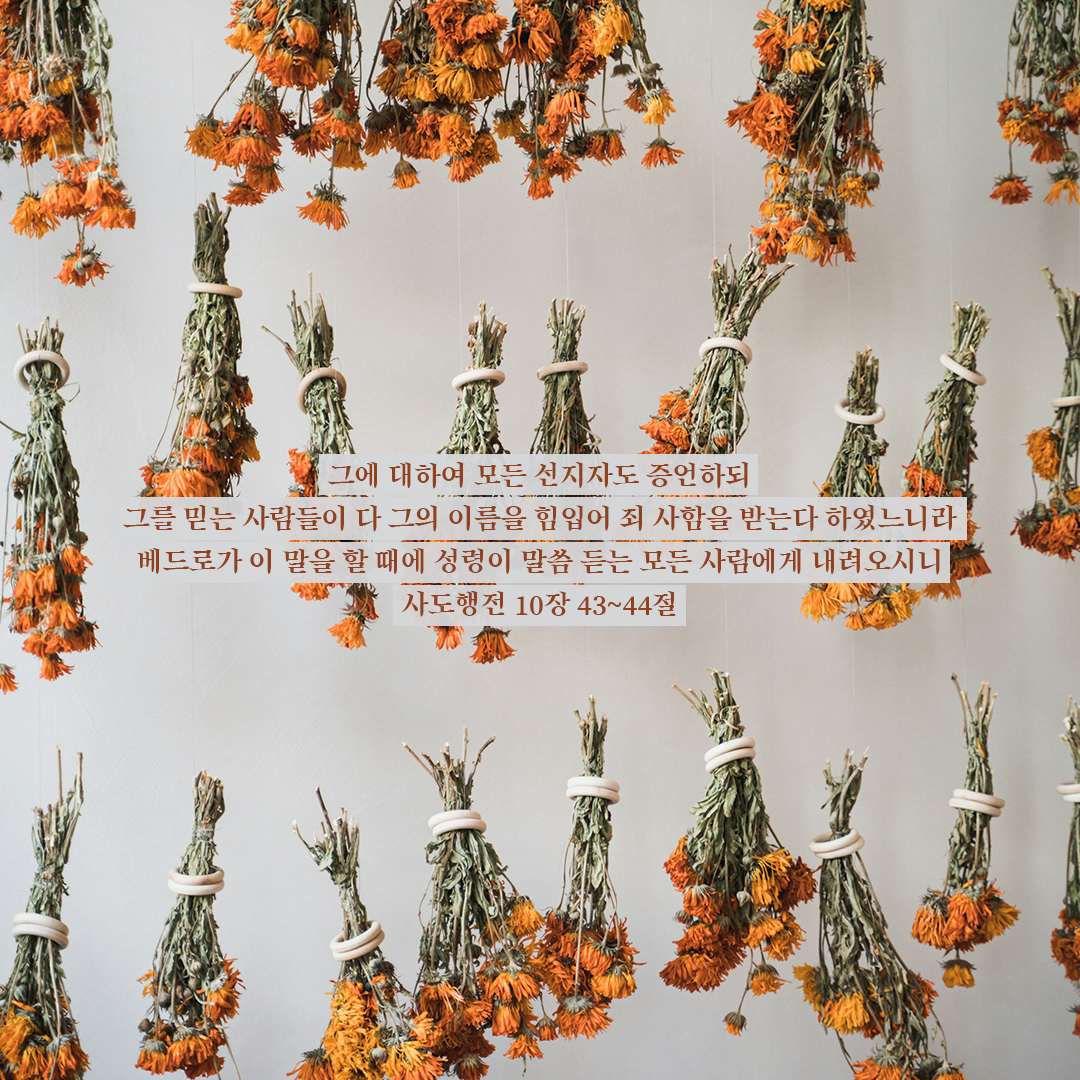 그에 대하여 모든 선지자도 증언하되
그를 믿는 사람들이 다 그의 이름을 힘입어 죄 사함을 받는다 하였느니라
베드로가 이 말을 할 때에 성령이 말씀 듣는 모든 사람에게 내려오시니
사도행전 10장 43~44절